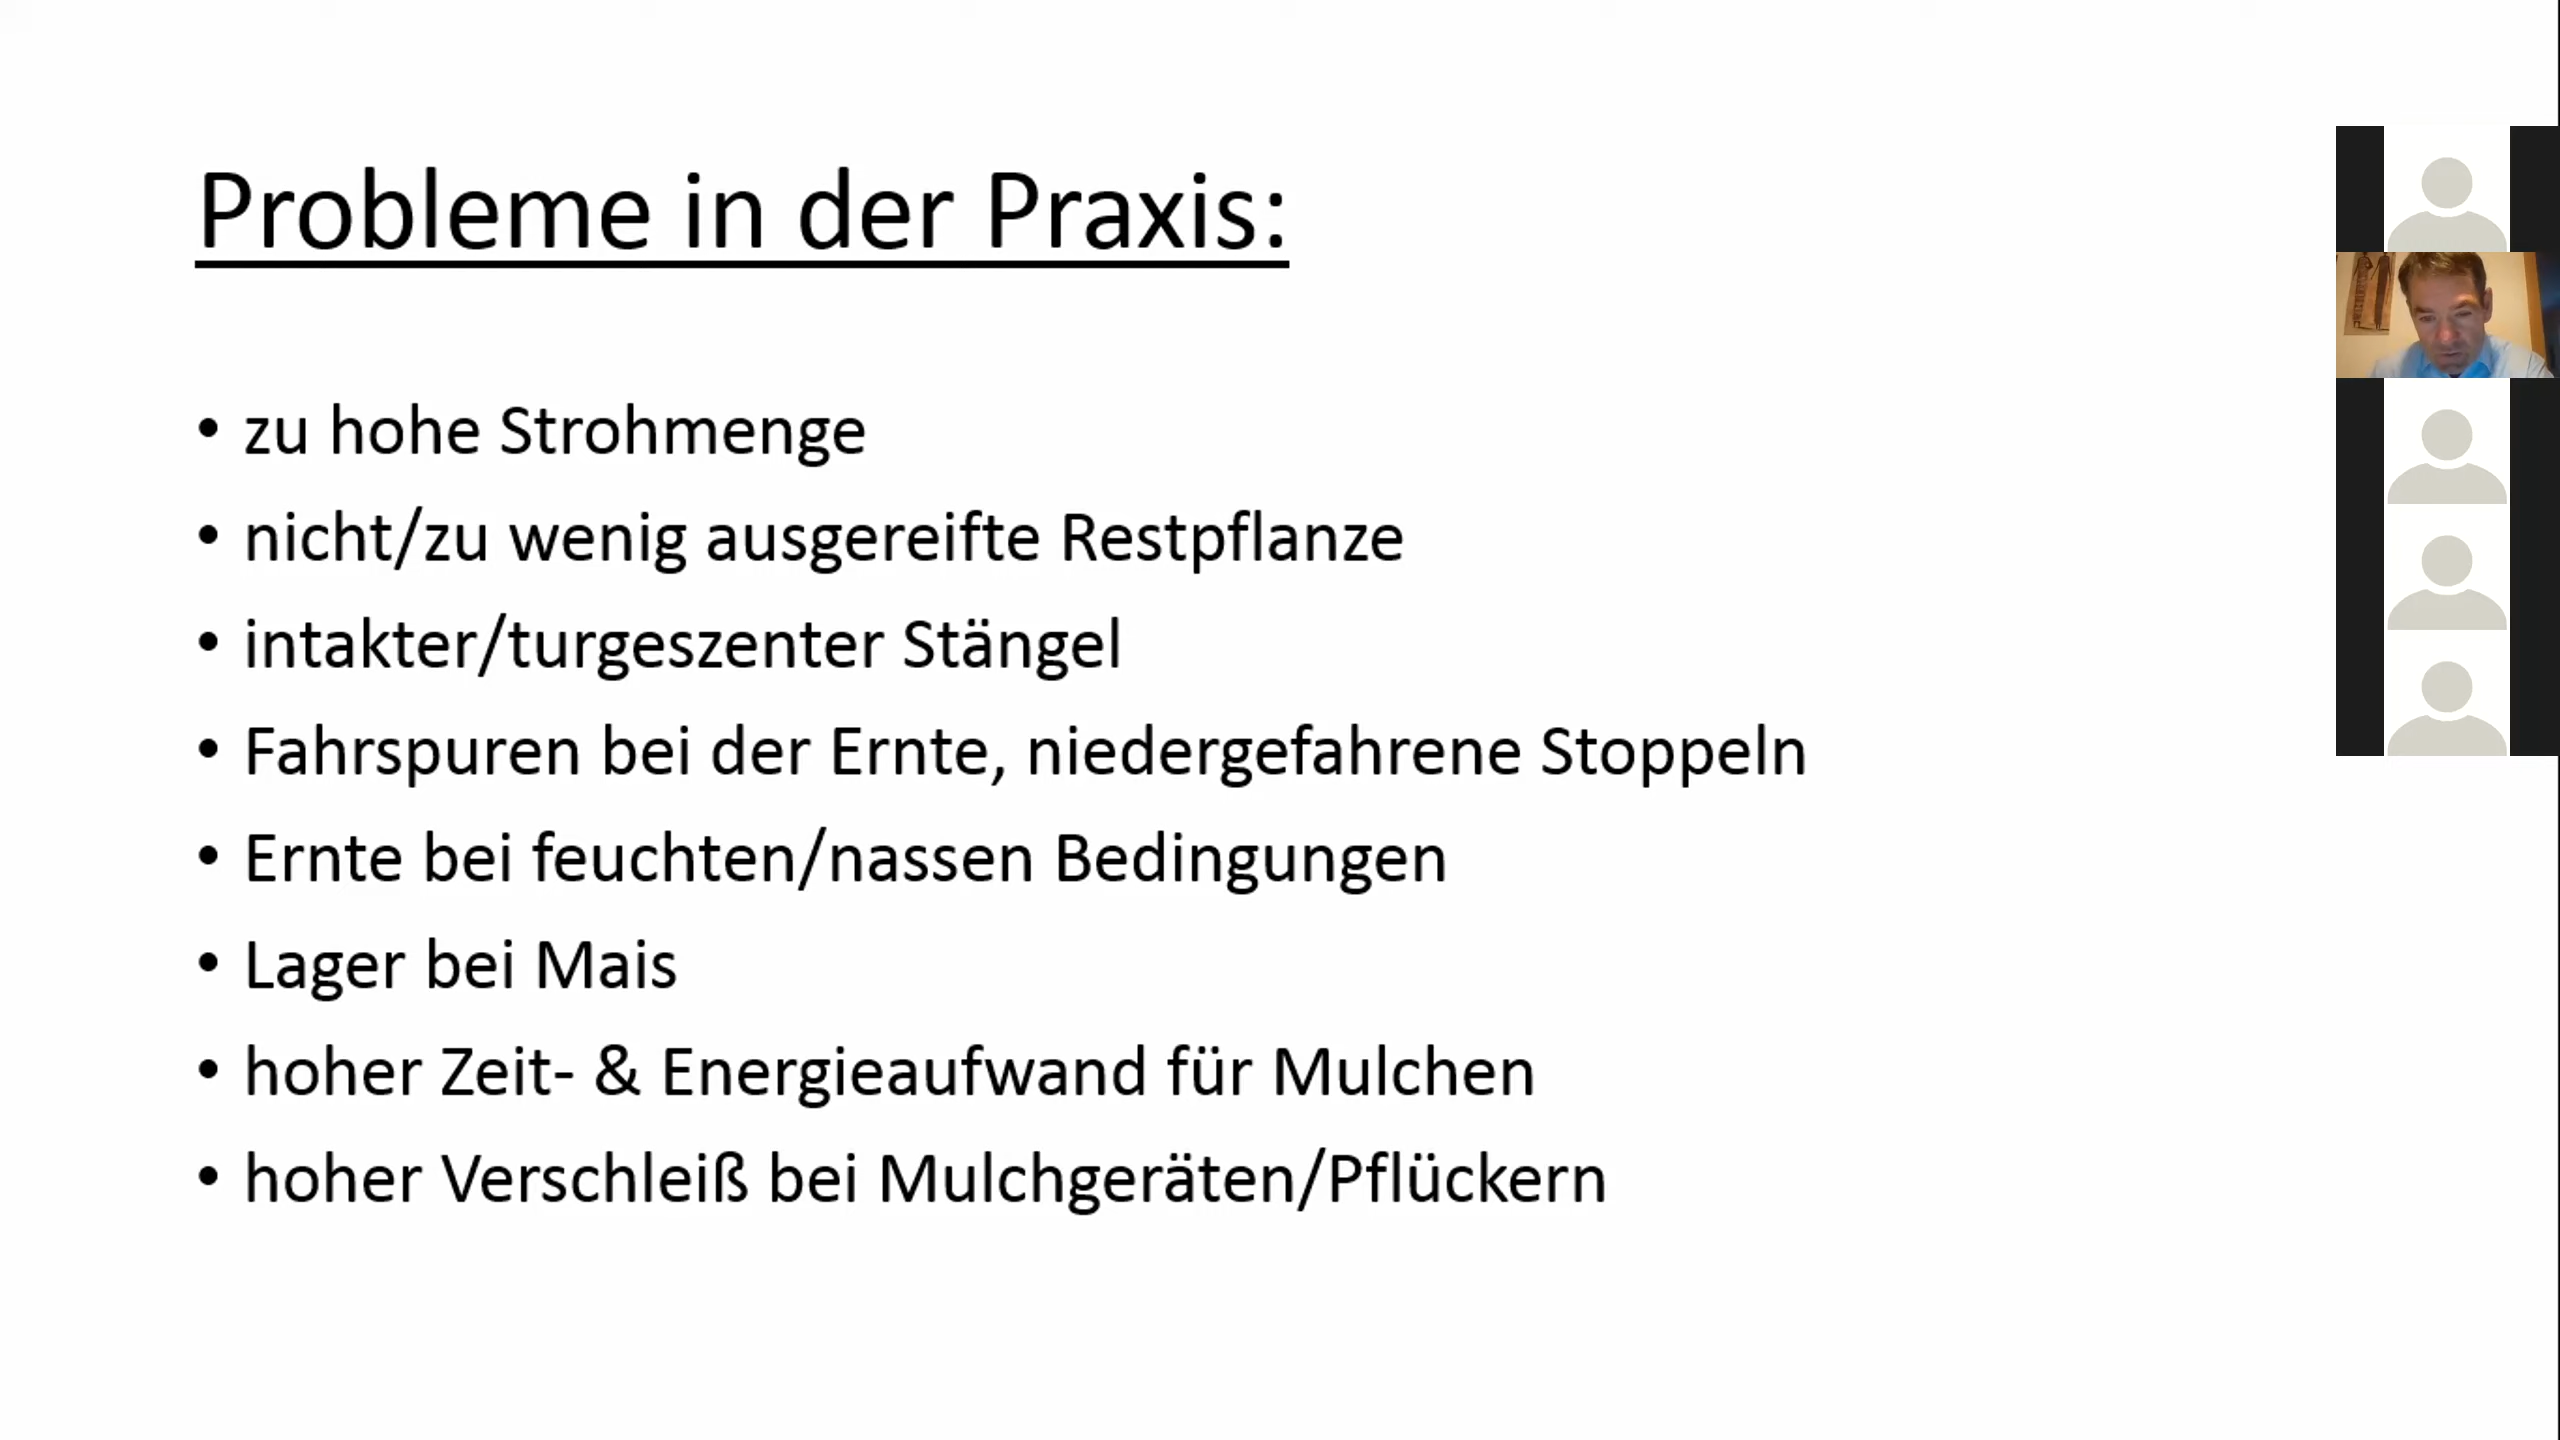 Probleme in der Praxis:
• zu hohe Strohmenge
• nicht/zu wenig ausgereifte Restpflanze
• intakter/turgeszenter Stängel
• Fahrspuren bei der Ernte, niedergefahrene Stoppeln
• Ernte bei feuchten/nassen Bedingungen
• Lager bei Mais
• hoher Zeit- & Energieaufwand für Mulchen
• hoher Verschleiß bei Mulchgeräten/Pflückern